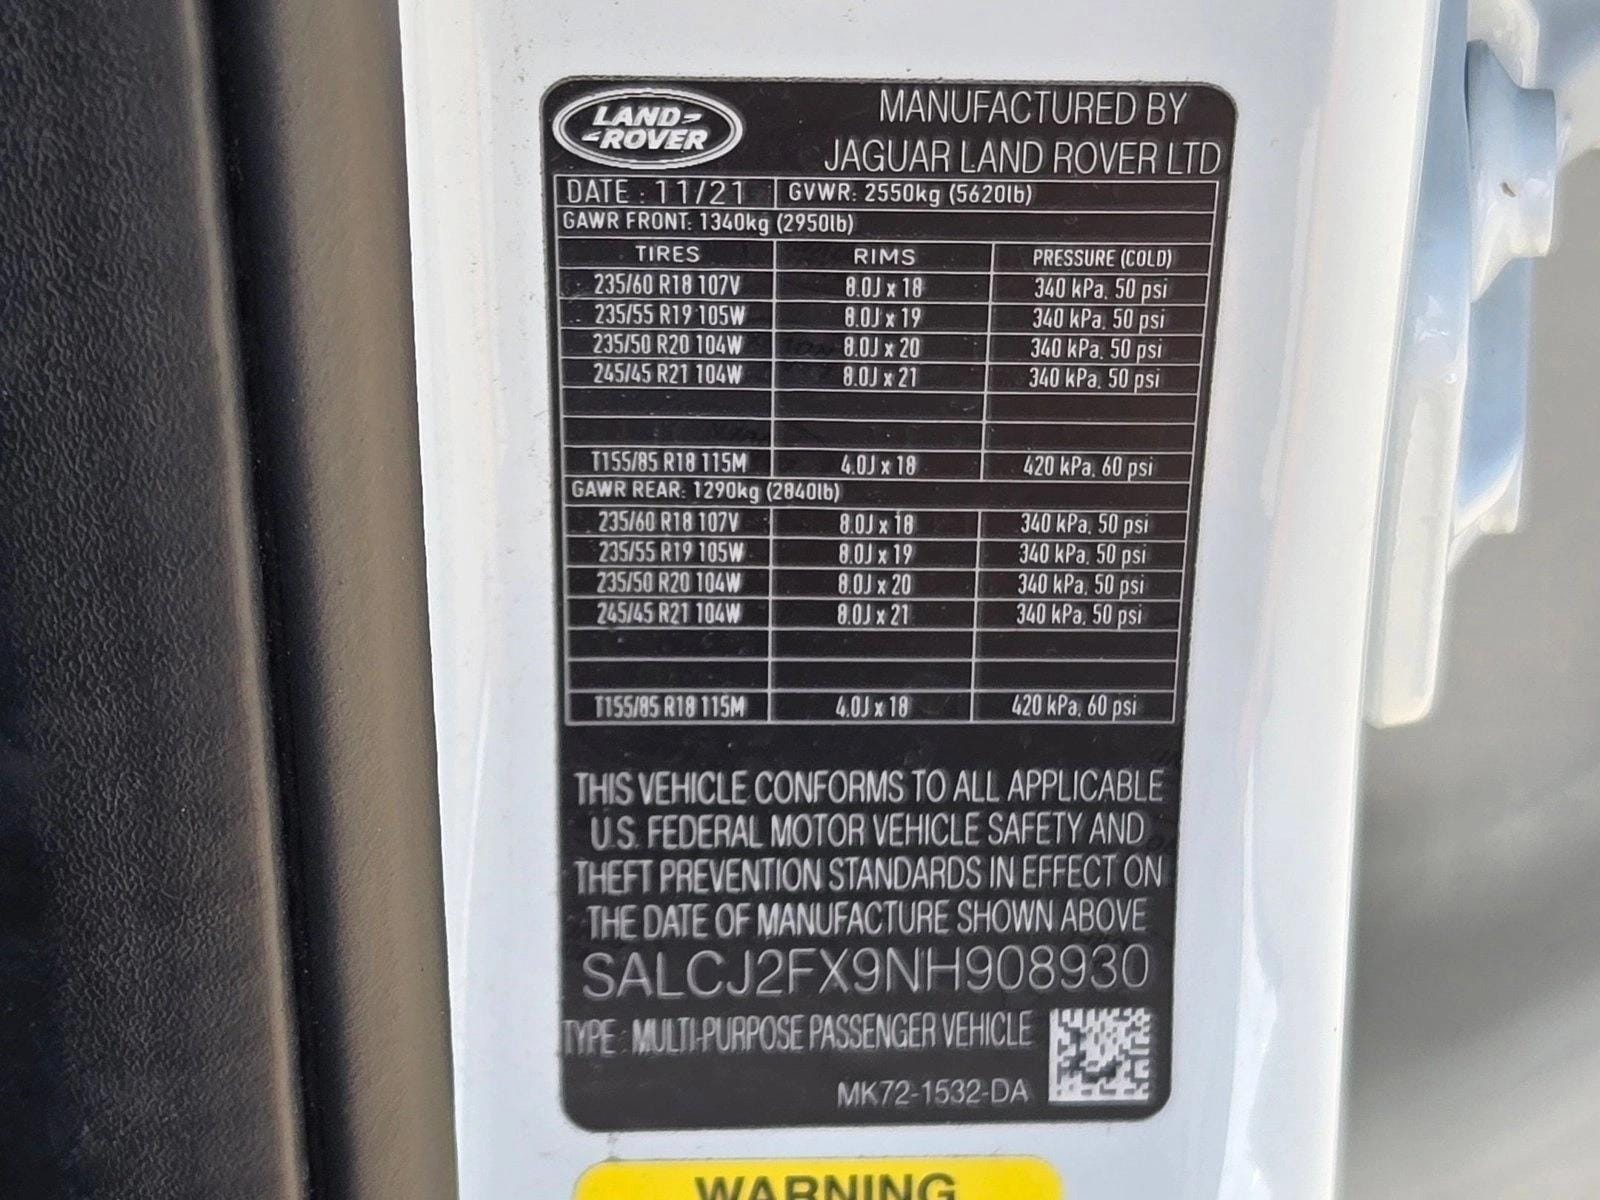 LAND
ROVER
MANUFACTURED BY
JAGUAR LAND ROVER LTD
DATE : 11/21 GVWR: 2550kg (5620lb)
GAWR FRONT: 1340kg (2950lb)
TIRES RIMS PRESSURE (COLD)
235/60 R18 107V 8.0J x 18 340 kPa, 50 psi
235/55 R19 105W 8.0J x 19 340 kPa, 50 psi
235/50 R20 104W 8.0J x 20 340 kPa, 50 psi
245/45 R21 104W 8.0J x 21 340 kPa, 50 psi
T155/85 R18 115M 4.0J x 18 420 kPa, 60 psi
GAWR REAR: 1290kg (2840lb)
235/60 R18 107V 8.0J x 18 340 kPa, 50 psi
235/55 R19 105W 8.0J x 19 340 kPa, 50 psi
235/50 R20 104W 8.0J x 20 340 kPa, 50 psi
245/45 R21 104W 8.0J x 21 340 kPa, 50 psi
T155/85 R18 115M 4.0J x 18 420 kPa, 60 psi
THIS VEHICLE CONFORMS TO ALL APPLICABLE
U.S. FEDERAL MOTOR VEHICLE SAFETY AND
THEFT PREVENTION STANDARDS IN EFFECT ON
THE DATE OF MANUFACTURE SHOWN ABOVE
SALCJ2FX9NH908930
TYPE : MULTI-PURPOSE PASSENGER VEHICLE
MK72-1532-DA
WARNING